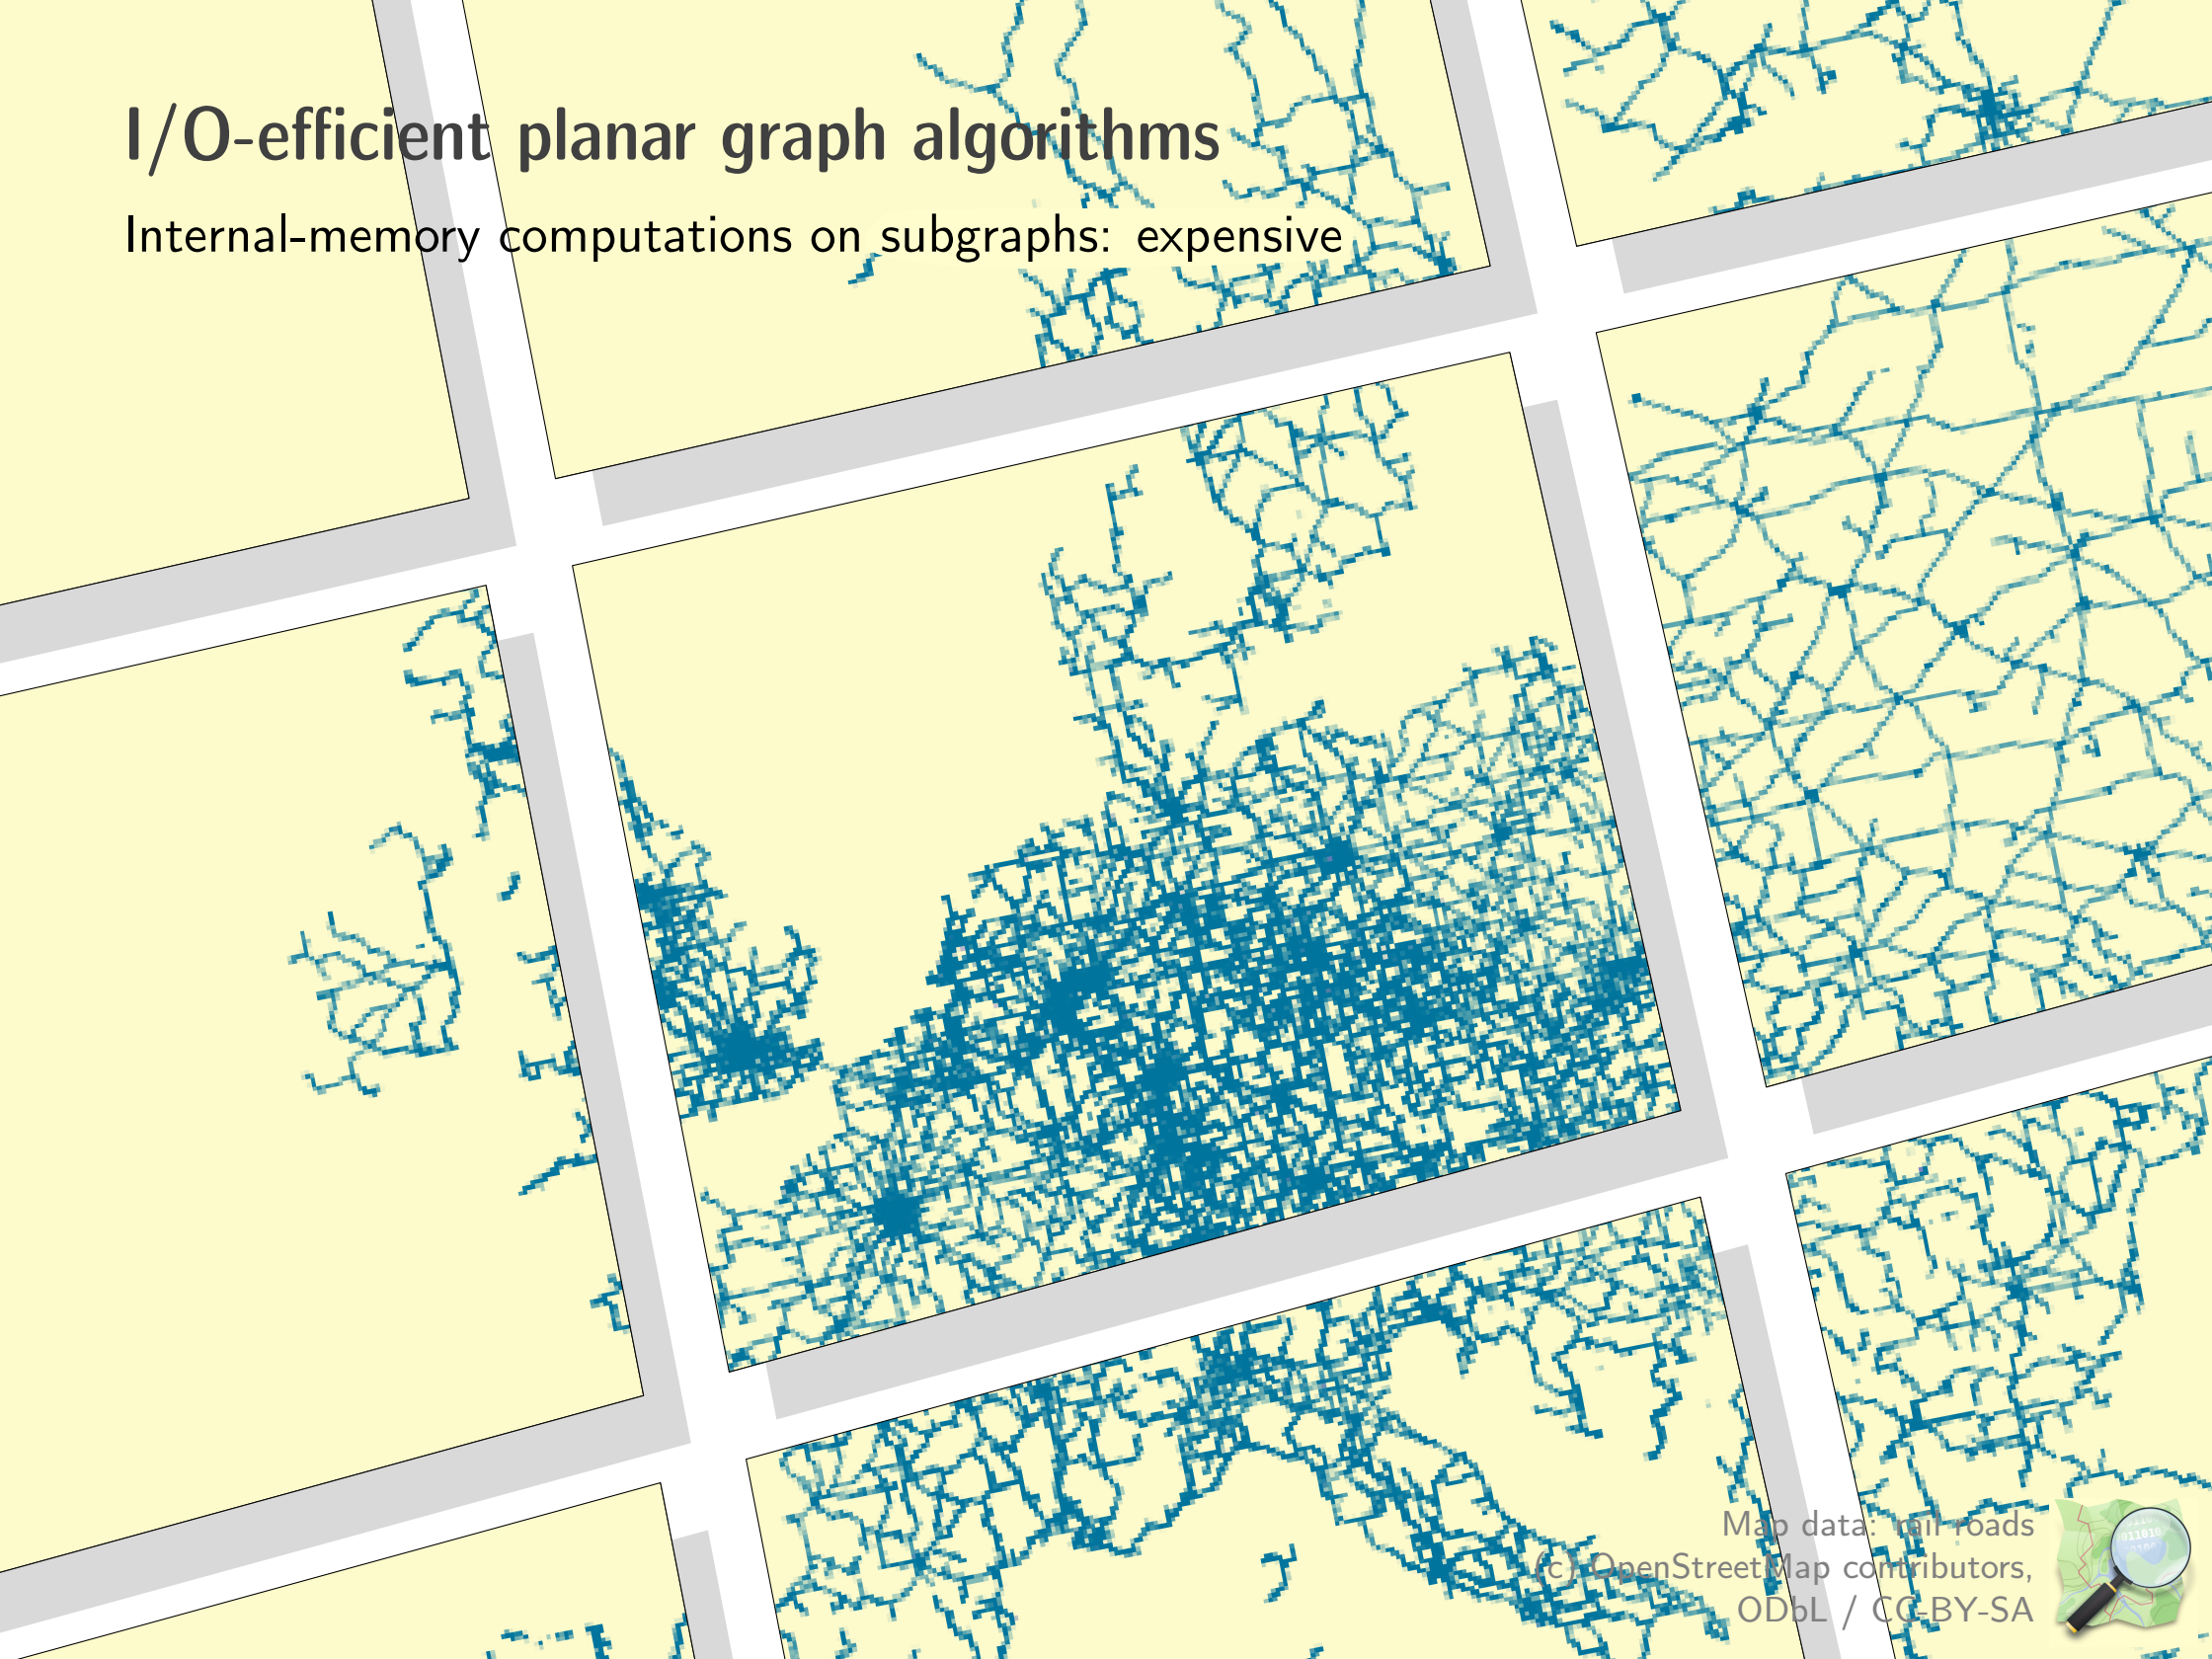 I/O-efficient planar graph algorithms
Internal-memory computations on subgraphs: expensive
Map data: rail roads
(c) OpenStreetMap contributors,
ODbL / CC-BY-SA